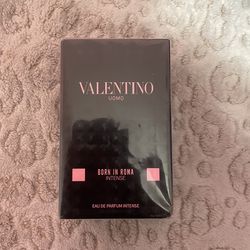 VALENTINO
UOMO
BORN IN ROMA
INTENSE
EAU DE PARFUM INTENSE